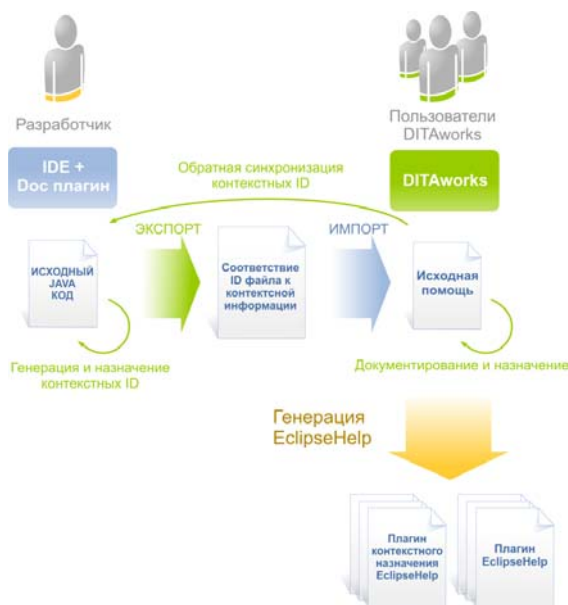 Разработчик
Пользователи
DITAworks
IDE +
Doc плагин
Обратная синхронизация
контекстных ID
DITAworks
ЭКСПОРТ
ИМПОРТ
ИСХОДНЫЙ
JAVA
КОД
Соответствие
ID файла к
контектсной
информации
Исходная
помощь
Генерация и назначение
контекстных ID
Документирование и назначение
Генерация
EclipseHelp
Плагин
контекстного
назначения
EclipseHelp
Плагин
EclipseHelp